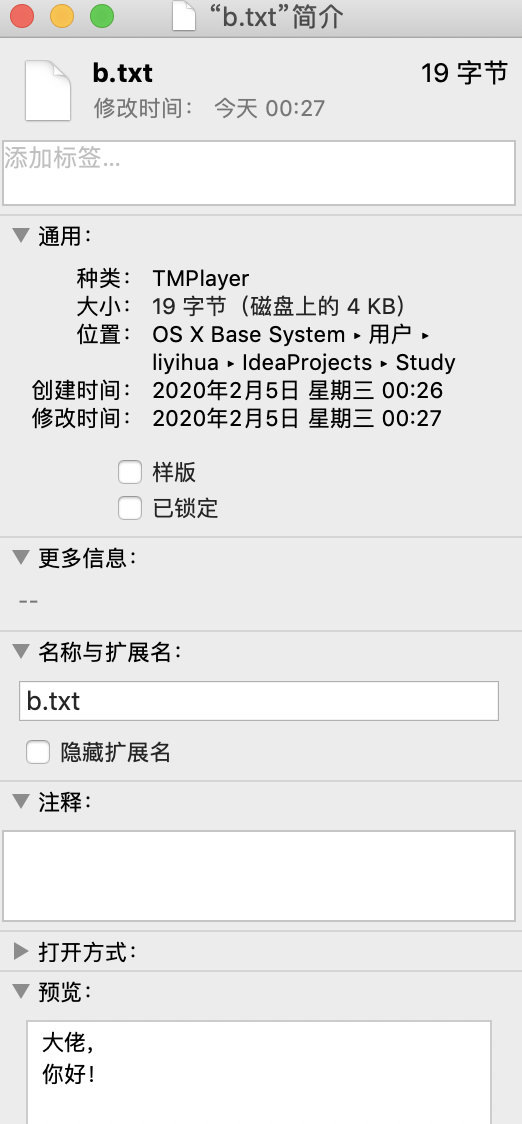 “b.txt”简介
b.txt 19 字节
修改时间： 今天 00:27
添加标签...
通用：
种类： TMPlayer
大小： 19 字节（磁盘上的 4 KB）
位置： OS X Base System ▸ 用户 ▸
liyihua ▸ IdeaProjects ▸ Study
创建时间： 2020年2月5日 星期三 00:26
修改时间： 2020年2月5日 星期三 00:27
样版
已锁定
更多信息：
--
名称与扩展名：
b.txt
隐藏扩展名
注释：
打开方式：
预览：
大佬，
你好！